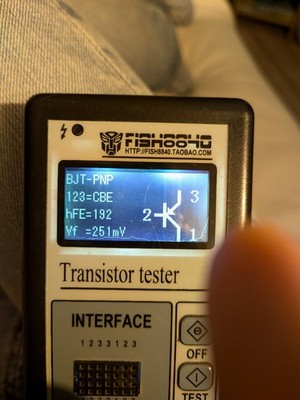 FISH8840
HTTP://FISH8840.TAOBAO.COM
BJT-PNP
123=CBE
hFE=192
Vf =251mV
3
2
1
Transistor tester
INTERFACE
1 2 3 3 1 2 3
OFF
TEST